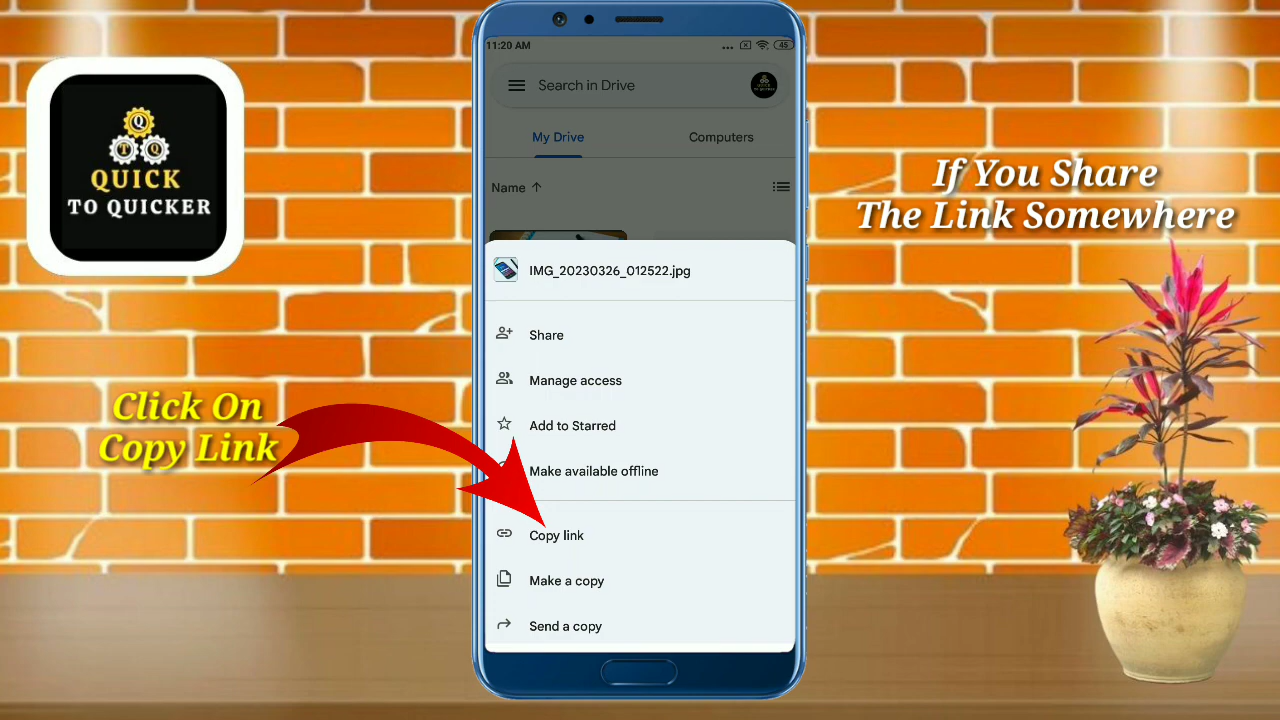 11:20 AM
45
Search in Drive
My Drive
Computers
Name
IMG_20230326_012522.jpg
Share
Manage access
Add to Starred
Make available offline
Copy link
Make a copy
Send a copy
Q
T Q
QUICK
TO QUICKER
Click On
Copy Link
If You Share
The Link Somewhere